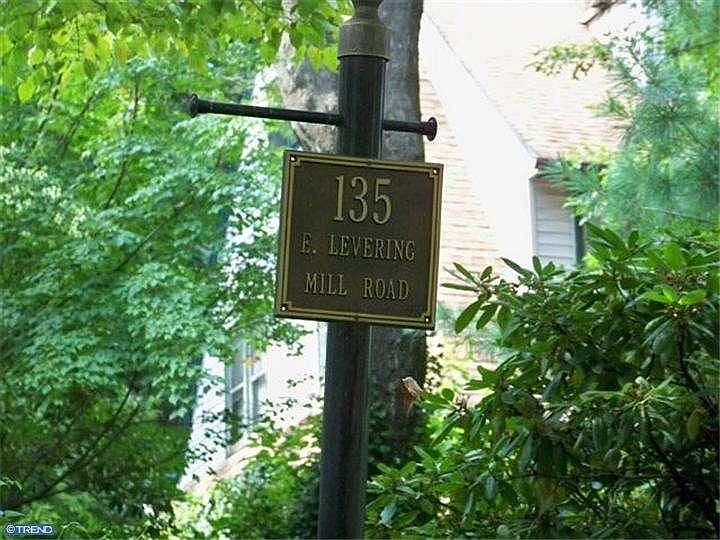 135
E. LEVERING
MILL ROAD
©TREND